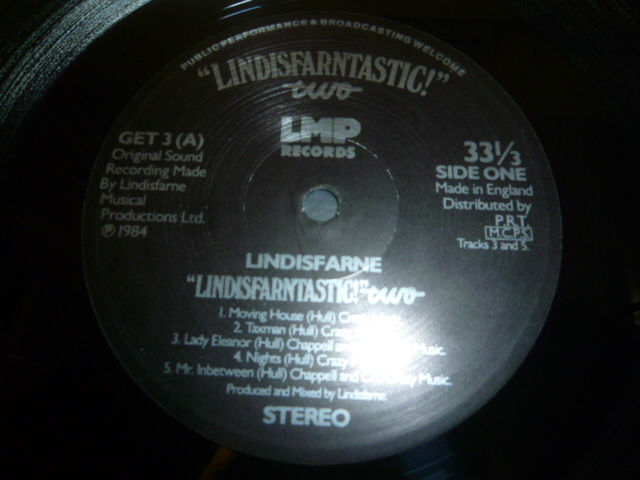 PUBLIC PERFORMANCE & BROADCASTING WELCOME
"LINDISFARNTASTIC!"
two
LMP
RECORDS
GET 3 (A)
Original Sound
Recording Made
By Lindisfarne
Musical
Productions Ltd.
℗ 1984
33⅓
SIDE ONE
Made in England
Distributed by
P.R.T.
M.C.P.S
Tracks 3 and 5.
LINDISFARNE
"LINDISFARNTASTIC!" two
1. Moving House (Hull)
2. Taxman (Hull)
3. Lady Eleanor (Hull) Chappell and Music.
4. Nights (Hull) Crazy
5. Mr. Inbetween (Hull) Chappell and Music.
Produced and Mixed by Lindisfarne.
STEREO